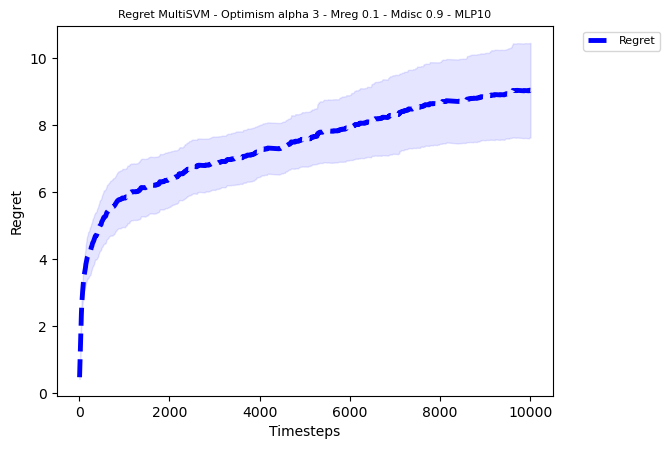 Regret MultiSVM - Optimism alpha 3 - Mreg 0.1 - Mdisc 0.9 - MLP10
Regret
10
8
6
4
2
0
Regret
0 2000 4000 6000 8000 10000
Timesteps